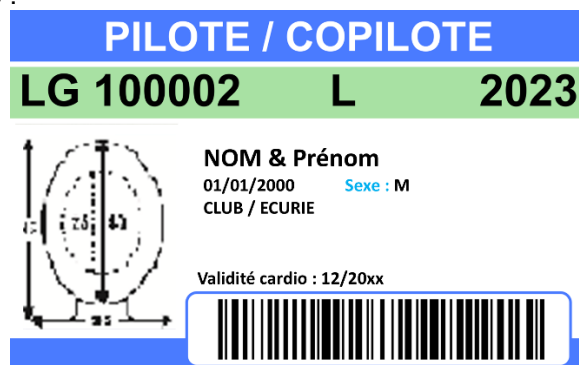 PILOTE / COPILOTE
LG 100002 L 2023
NOM & Prénom
01/01/2000 Sexe : M
CLUB / ECURIE
Validité cardio : 12/20xx